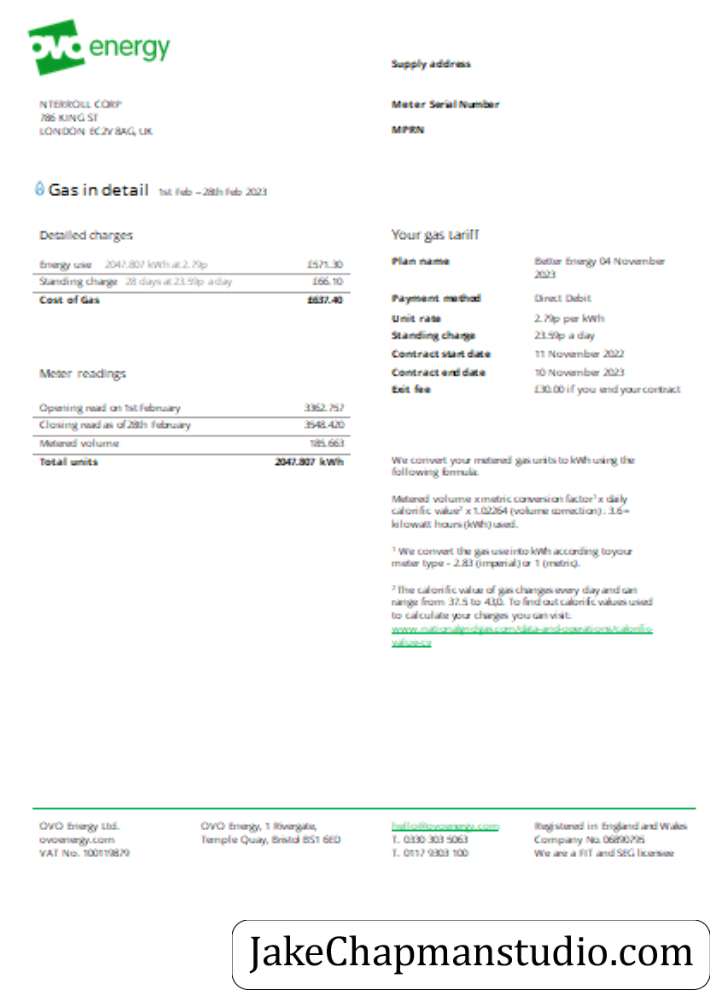 OVO energy
NTERROLL CORP
786 KING ST
LONDON EC2V 8AG, UK
Supply address
Meter Serial Number
MPRN
Gas in detail 1st Feb – 28th Feb 2023
Detailed charges
Energy use 2047.807 kWh at 2.79p £571.30
Standing charge 28 days at 23.59p a day £66.10
Cost of Gas £637.40
Meter readings
Opening read on 1st February 3362.757
Closing read as of 28th February 3548.420
Metered volume 185.663
Total units 2047.807 kWh
Your gas tariff
Plan name Better Energy 04 November
2023
Payment method Direct Debit
Unit rate 2.79p per kWh
Standing charge 23.59p a day
Contract start date 11 November 2022
Contract end date 10 November 2023
Exit fee £30.00 if you end your contract
We convert your metered gas units to kWh using the
following formula:
Metered volume x metric conversion factor¹ x daily
calorific value² x 1.02264 (volume correction) : 3.6 =
kilowatt hours (kWh) used.
¹ We convert the gas use into kWh according to your
meter type – 2.83 (imperial) or 1 (metric).
² The calorific value of gas changes every day and can
range from 37.5 to 43.0. To find out calorific values used
to calculate your charges you can visit:
www.nationalgridgas.com/data-and-operations/calorific-
value-cv
OVO Energy Ltd.
ovoenergy.com
VAT No. 100119879
OVO Energy, 1 Rivergate,
Temple Quay, Bristol BS1 6ED
hello@ovoenergy.com
T. 0330 303 5063
T. 0117 9303 100
Registered in England and Wales
Company No. 06890795
We are a FIT and SEG licensee
JakeChapmanstudio.com